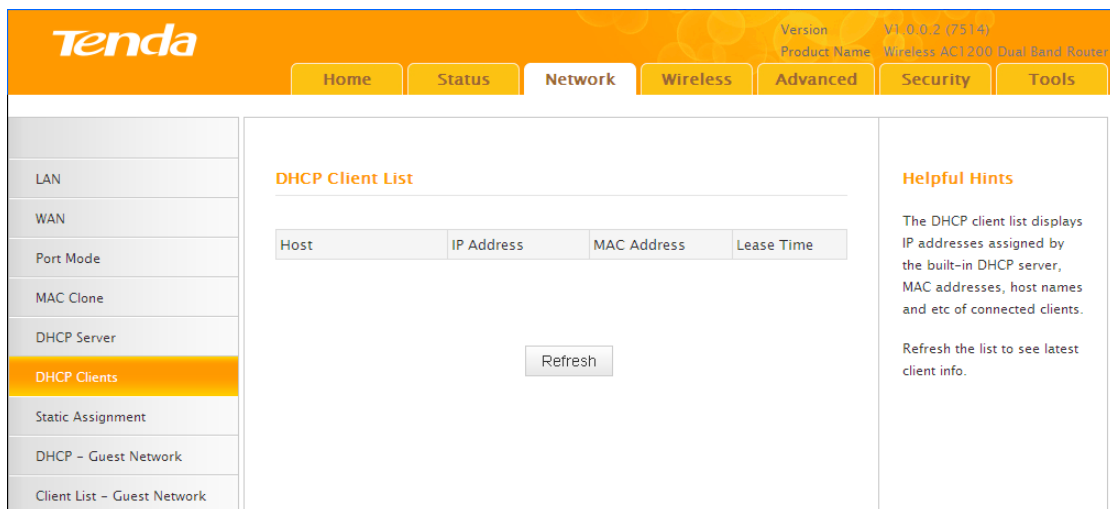 Tenda
Version V1.0.0.2 (7514)
Product Name Wireless AC1200 Dual Band Router
Home Status Network Wireless Advanced Security Tools
LAN
WAN
Port Mode
MAC Clone
DHCP Server
DHCP Clients
Static Assignment
DHCP - Guest Network
Client List - Guest Network
DHCP Client List
Host IP Address MAC Address Lease Time
Refresh
Helpful Hints
The DHCP client list displays
IP addresses assigned by
the built-in DHCP server,
MAC addresses, host names
and etc of connected clients.
Refresh the list to see latest
client info.